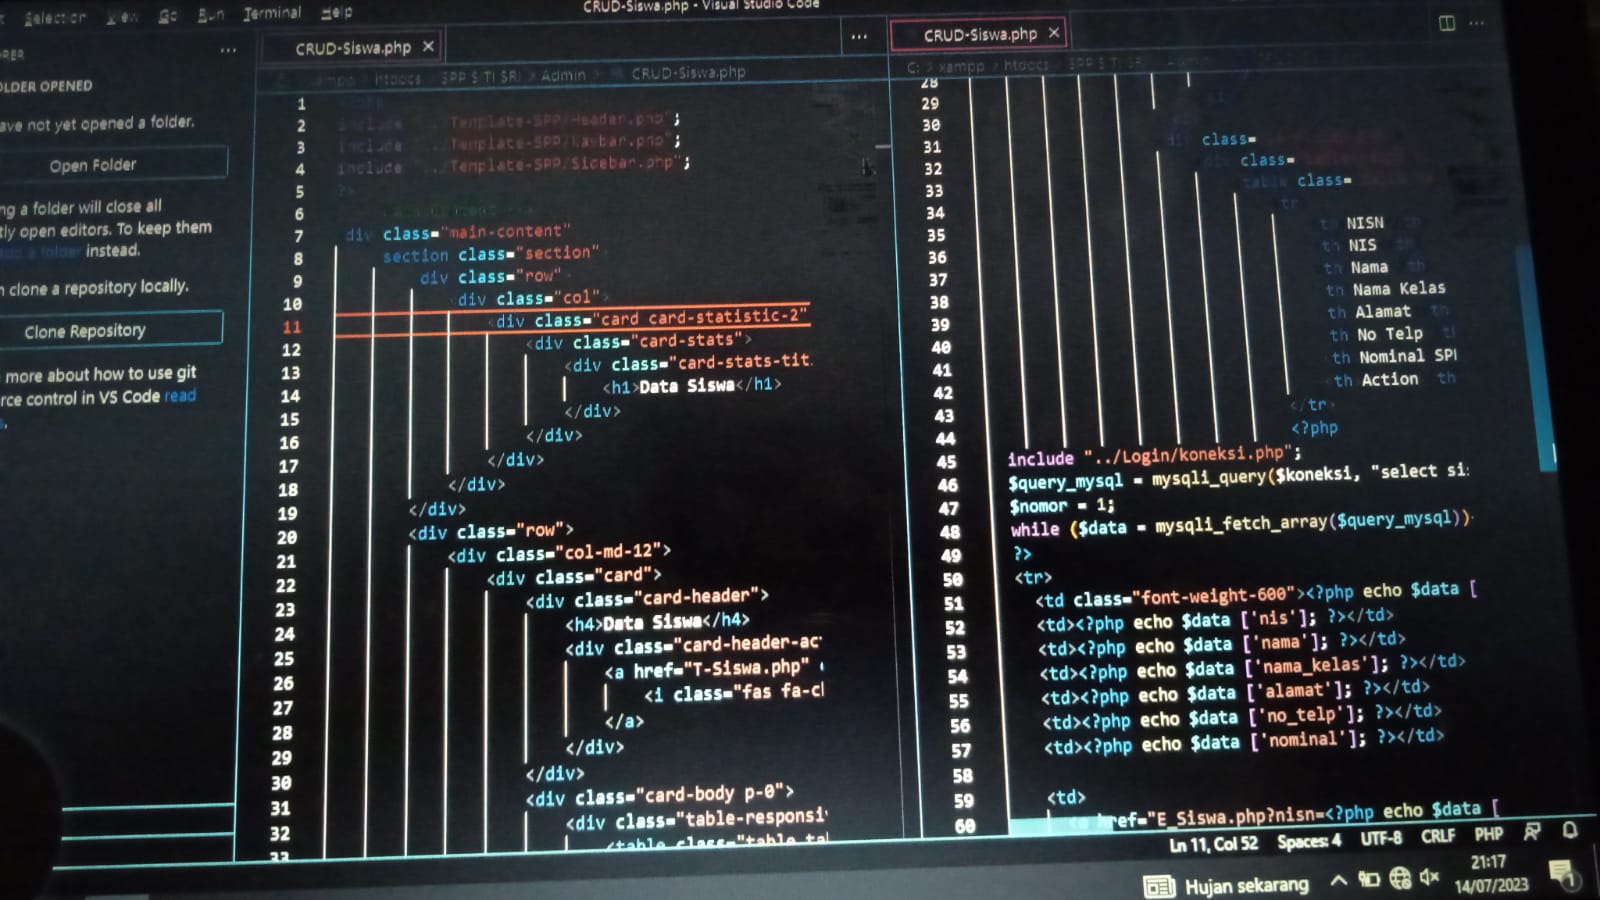 Selection View Go Run Terminal Help
CRUD-Siswa.php - Visual Studio Code
OLDER OPENED
ave not yet opened a folder.
Open Folder
ng a folder will close all
tly open editors. To keep them
instead.
n clone a repository locally.
Clone Repository
more about how to use git
rce control in VS Code read
CRUD-Siswa.php ×
xampp > htdocs > Admin > CRUD-Siswa.php
1
2 include "../Template-SPP/Header.php";
3 include "../Template-SPP/Navbar.php";
4 include "../Template-SPP/Sidebar.php";
5 ?>
6
7 div class="main-content"
8 section class="section"
9 div class="row"
10 div class="col">
11 <div class="card card-statistic-2"
12 <div class="card-stats">
13 <div class="card-stats-tit
14 <h1>Data Siswa</h1>
15 </div>
16 </div>
17 </div>
18 </div>
19 </div>
20 <div class="row">
21 <div class="col-md-12">
22 <div class="card">
23 <div class="card-header">
24 <h4>Data Siswa</h4>
25 <div class="card-header-ac
26 <a href="T-Siswa.php"
27 <i class="fas fa-cl
28 </a>
29 </div>
30 </div>
31 <div class="card-body p-0">
32 <div class="table-responsi
33 <table class="table ta
CRUD-Siswa.php ×
C: > xampp > htdocs
28
29
30
31 div class=
32 class=
33 table class=
34 tr
35 th NISN th
36 th NIS th
37 th Nama th
38 th Nama Kelas
39 th Alamat th
40 th No Telp
41 th Nominal SPP
42 th Action th
43 </tr>
44 <?php
45 include "../Login/koneksi.php";
46 $query_mysql = mysqli_query($koneksi, "select si
47 $nomor = 1;
48 while ($data = mysqli_fetch_array($query_mysql))
49 ?>
50 <tr>
51 <td class="font-weight-600"><?php echo $data [
52 <td><?php echo $data ['nis']; ?></td>
53 <td><?php echo $data ['nama']; ?></td>
54 <td><?php echo $data ['nama_kelas']; ?></td>
55 <td><?php echo $data ['alamat']; ?></td>
56 <td><?php echo $data ['no_telp']; ?></td>
57 <td><?php echo $data ['nominal']; ?></td>
58
59 <td>
60 <a href="E_Siswa.php?nisn=<?php echo $data [
Ln 11, Col 52 Spaces: 4 UTF-8 CRLF PHP
Hujan sekarang
21:17
14/07/2023
1